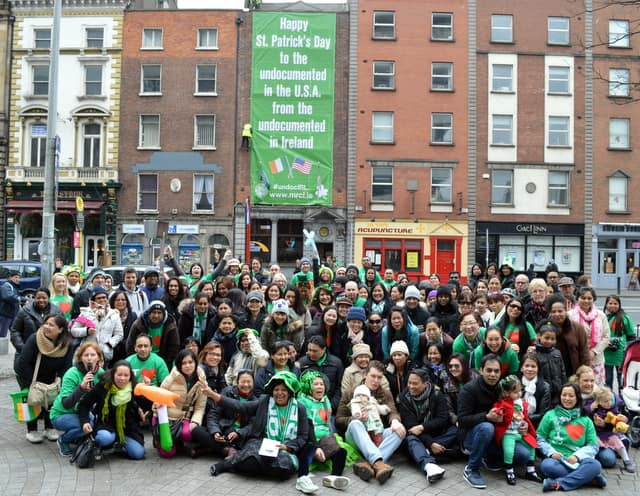 Happy
St. Patrick's Day
to the
undocumented
in the U.S.A.
from the
undocumented
in Ireland
#undocIRL
www.mrci.ie
ACUPUNCTURE
Gael Linn